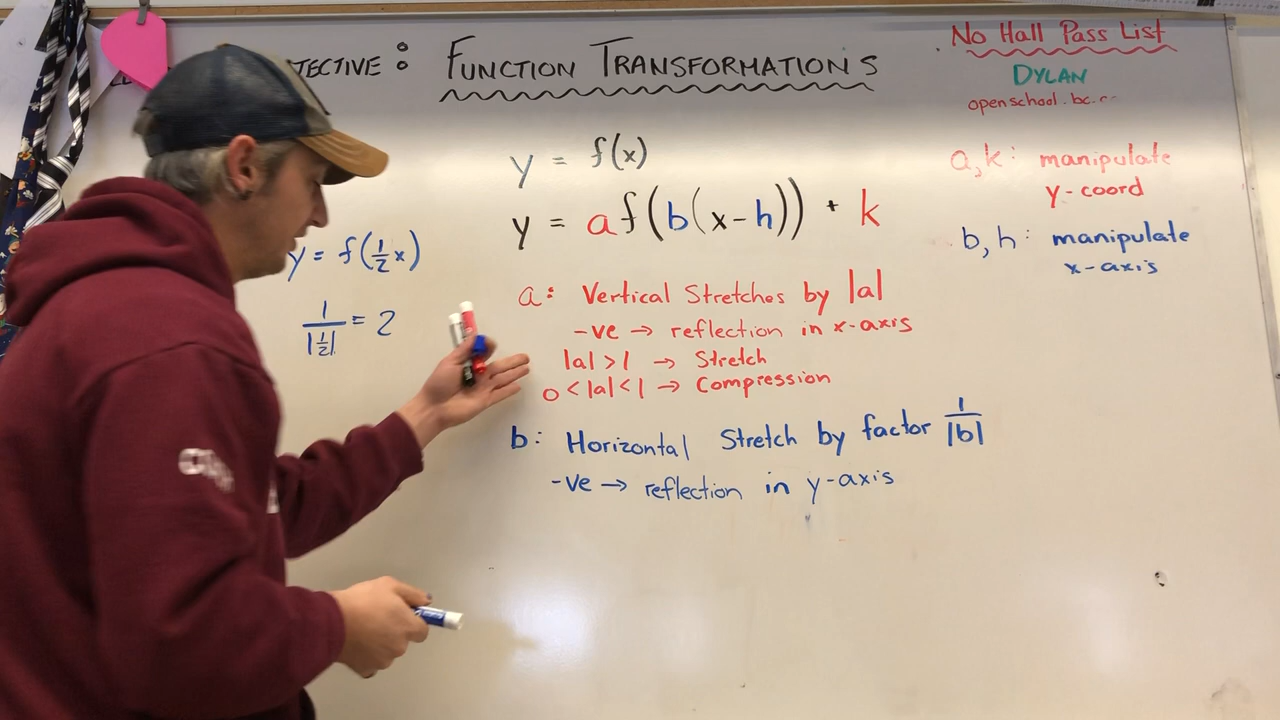 : FUNCTION TRANSFORMATIONS
No Hall Pass List
DYLAN
openschool.bc.
y = f(x)
y = af(b(x-h)) + k
a,k: manipulate
y-coord
b,h: manipulate
x-axis
y = f(1/2 x)
1/|1/2| = 2
a: Vertical Stretches by |a|
-ve → reflection in x-axis
|a| > 1 → Stretch
0 < |a| < 1 → Compression
b: Horizontal Stretch by factor 1/|b|
-ve → reflection in y-axis